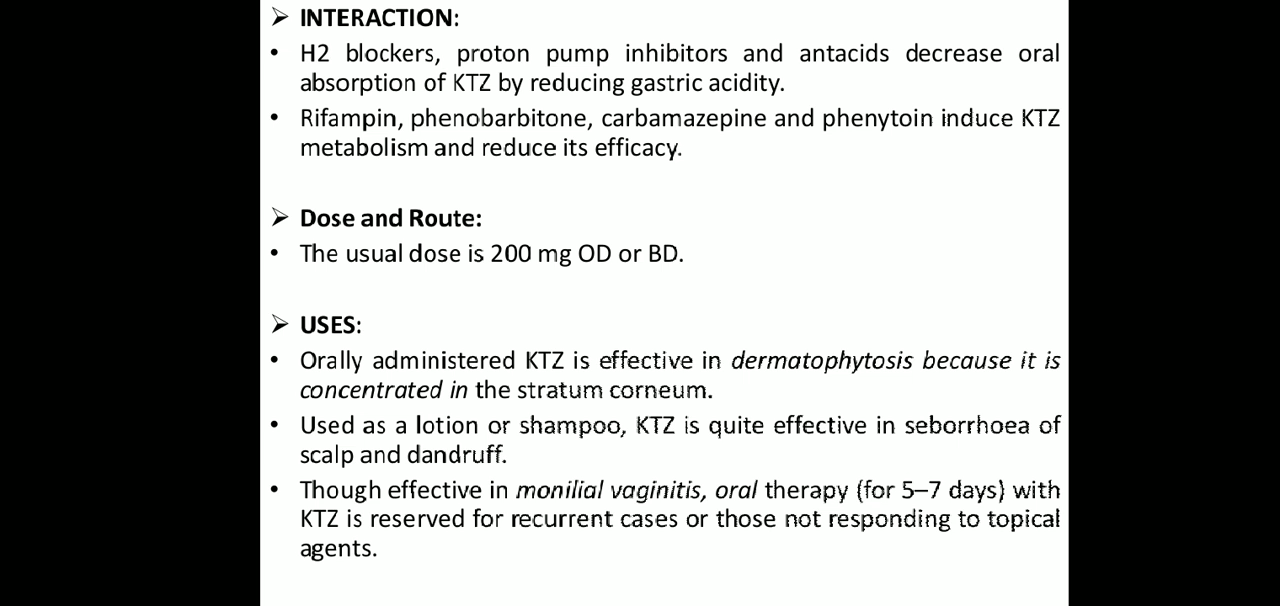 ➢ INTERACTION:
• H2 blockers, proton pump inhibitors and antacids decrease oral
absorption of KTZ by reducing gastric acidity.
• Rifampin, phenobarbitone, carbamazepine and phenytoin induce KTZ
metabolism and reduce its efficacy.
➢ Dose and Route:
• The usual dose is 200 mg OD or BD.
➢ USES:
• Orally administered KTZ is effective in dermatophytosis because it is
concentrated in the stratum corneum.
• Used as a lotion or shampoo, KTZ is quite effective in seborrhoea of
scalp and dandruff.
• Though effective in monilial vaginitis, oral therapy (for 5–7 days) with
KTZ is reserved for recurrent cases or those not responding to topical
agents.